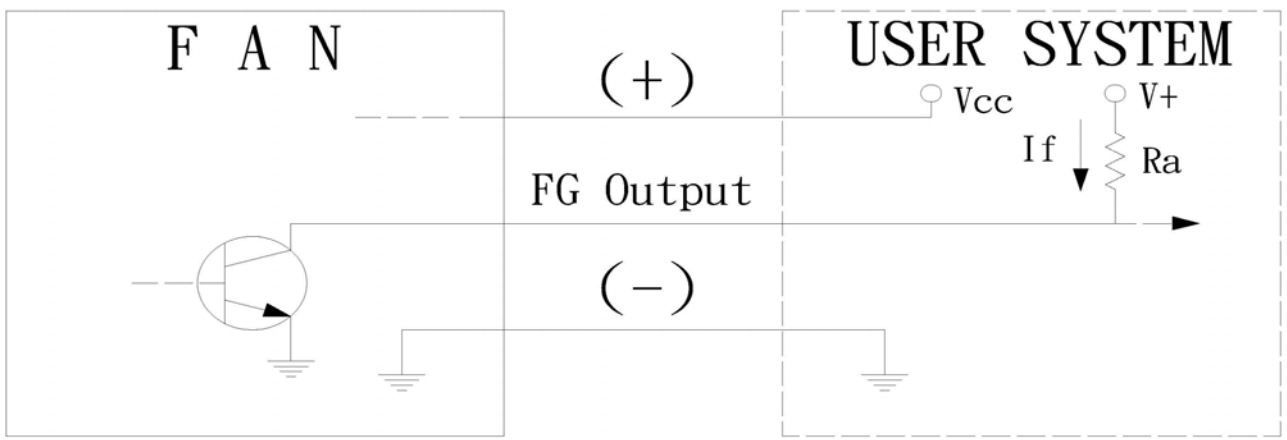 F A N
(+)
USER SYSTEM
Vcc
V+
If
Ra
FG Output
(-)